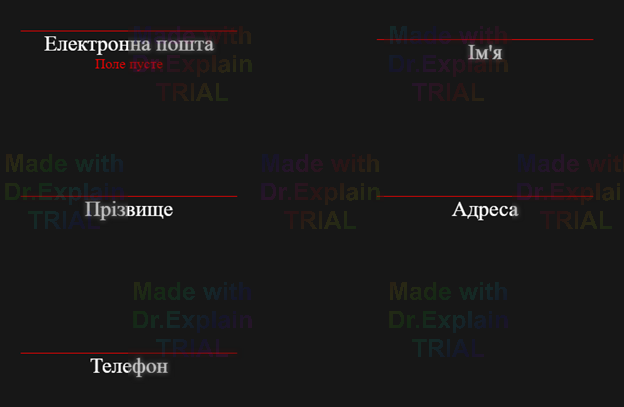 Електронна пошта
Поле пусте
Ім'я
Made with
Dr.Explain
TRIAL
Made with
Dr.Explain
TRIAL
Прізвище
Адреса
Made with
Dr.Explain
TRIAL
Made with
Dr.Explain
TRIAL
Made with
Dr.Explain
TRIAL
Телефон
Made with
Dr.Explain
TRIAL
Made with
Dr.Explain
TRIAL